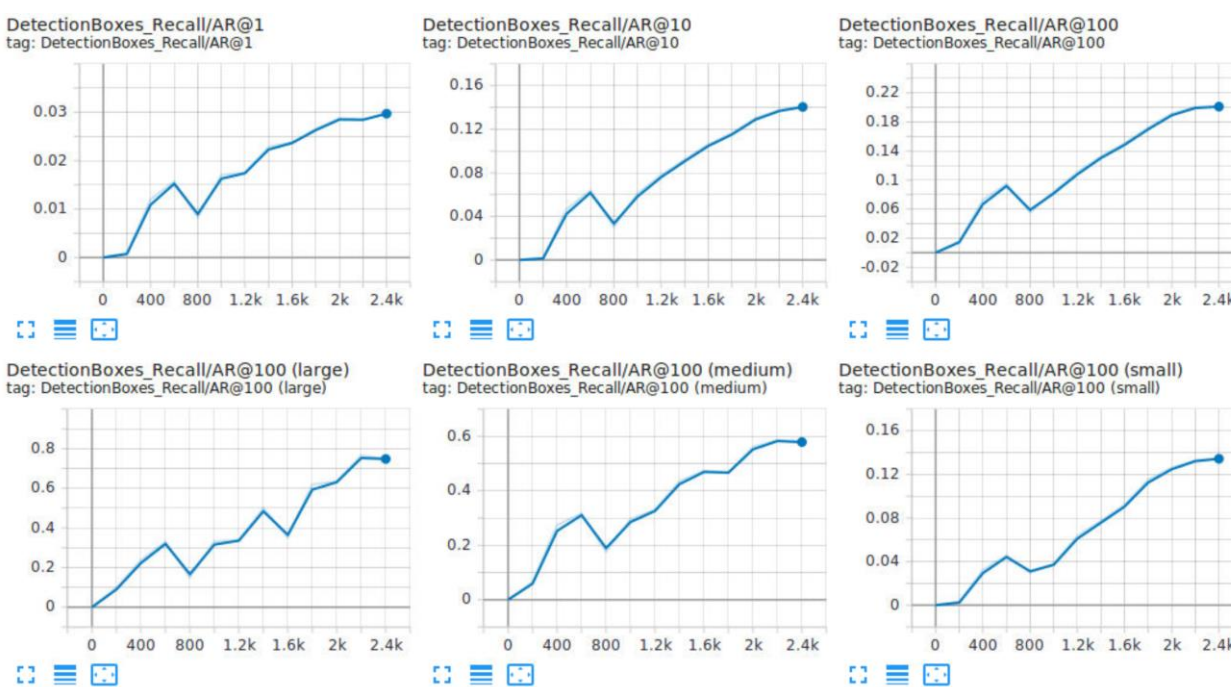 DetectionBoxes_Recall/AR@1
tag: DetectionBoxes_Recall/AR@1
0.03
0.02
0.01
0
0 400 800 1.2k 1.6k 2k 2.4k
DetectionBoxes_Recall/AR@10
tag: DetectionBoxes_Recall/AR@10
0.16
0.12
0.08
0.04
0
0 400 800 1.2k 1.6k 2k 2.4k
DetectionBoxes_Recall/AR@100
tag: DetectionBoxes_Recall/AR@100
0.22
0.18
0.14
0.1
0.06
0.02
-0.02
0 400 800 1.2k 1.6k 2k 2.4k
DetectionBoxes_Recall/AR@100 (large)
tag: DetectionBoxes_Recall/AR@100 (large)
0.8
0.6
0.4
0.2
0
0 400 800 1.2k 1.6k 2k 2.4k
DetectionBoxes_Recall/AR@100 (medium)
tag: DetectionBoxes_Recall/AR@100 (medium)
0.6
0.4
0.2
0
0 400 800 1.2k 1.6k 2k 2.4k
DetectionBoxes_Recall/AR@100 (small)
tag: DetectionBoxes_Recall/AR@100 (small)
0.16
0.12
0.08
0.04
0
0 400 800 1.2k 1.6k 2k 2.4k